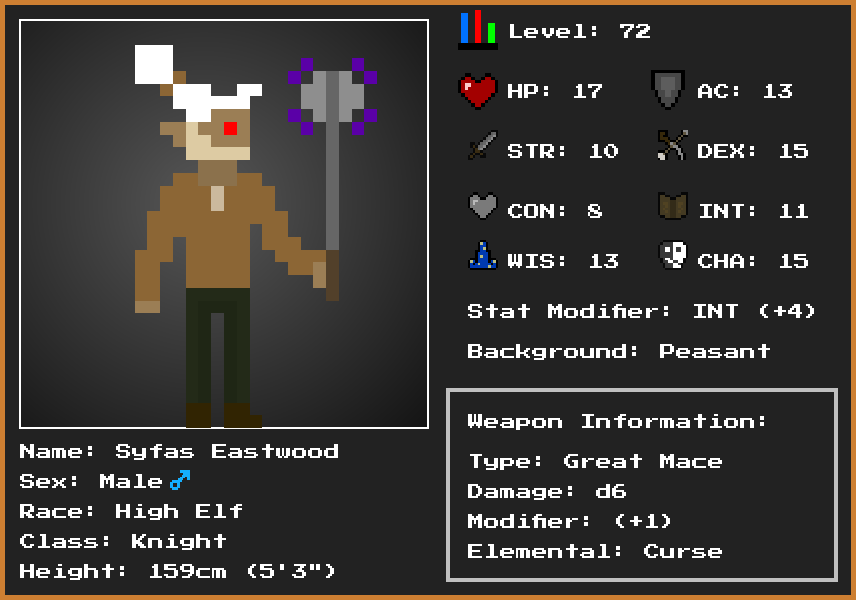 Level: 72
HP: 17
AC: 13
STR: 10
DEX: 15
CON: 8
INT: 11
WIS: 13
CHA: 15
Stat Modifier: INT (+4)
Background: Peasant
Weapon Information:
Type: Great Mace
Damage: d6
Modifier: (+1)
Elemental: Curse
Name: Syfas Eastwood
Sex: Male♂
Race: High Elf
Class: Knight
Height: 159cm (5'3")